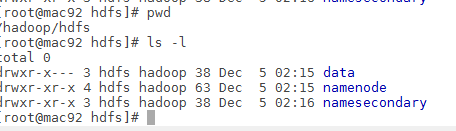 drwxr-xr-x 3 hdfs hadoop 38 Dec  5 02:16 namesecondary
[root@mac92 hdfs]# pwd
/hadoop/hdfs
[root@mac92 hdfs]# ls -l
total 0
drwxr-x--- 3 hdfs hadoop 38 Dec  5 02:15 data
drwxr-xr-x 4 hdfs hadoop 63 Dec  5 02:15 namenode
drwxr-xr-x 3 hdfs hadoop 38 Dec  5 02:16 namesecondary
[root@mac92 hdfs]#